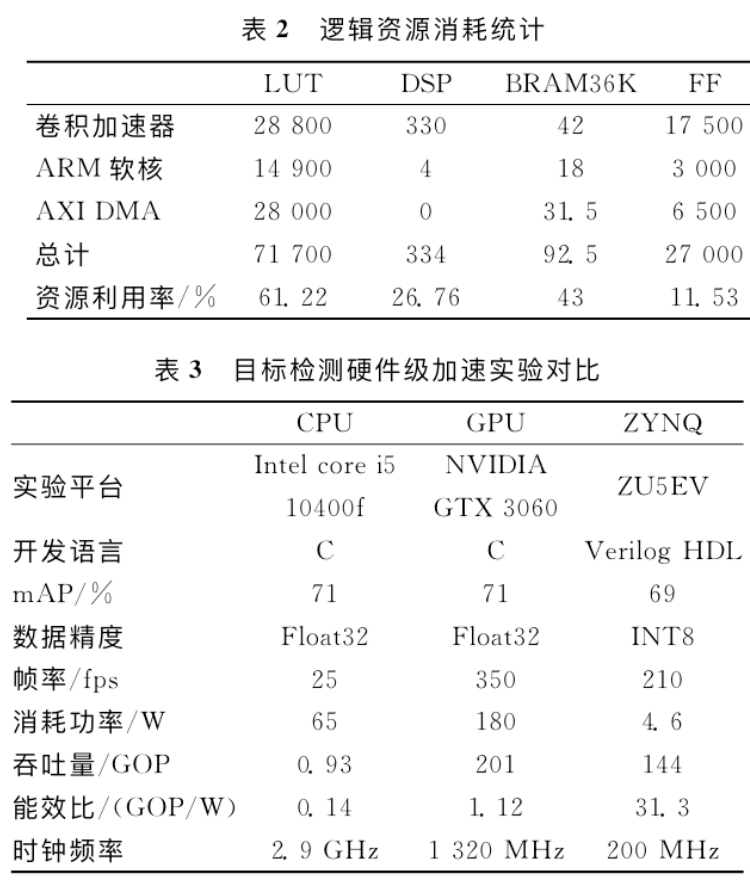 表 2 逻辑资源消耗统计
LUT DSP BRAM36K FF
卷积加速器 28 800 330 42 17 500
ARM 软核 14 900 4 18 3 000
AXI DMA 28 000 0 31. 5 6 500
总计 71 700 334 92. 5 27 000
资源利用率/% 61. 22 26. 76 43 11. 53
表 3 目标检测硬件级加速实验对比
CPU GPU ZYNQ
实验平台 Intel core i5 10400f NVIDIA GTX 3060 ZU5EV
开发语言 C C Verilog HDL
mAP/% 71 71 69
数据精度 Float32 Float32 INT8
帧率/fps 25 350 210
消耗功率/W 65 180 4. 6
吞吐量/GOP 0. 93 201 144
能效比/(GOP/W) 0. 14 1. 12 31. 3
时钟频率 2. 9 GHz 1 320 MHz 200 MHz